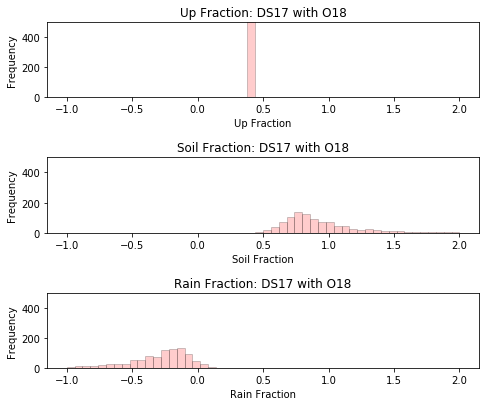 Up Fraction: DS17 with O18
400
200
0
Frequency
−1.0 −0.5 0.0 0.5 1.0 1.5 2.0
Up Fraction
Soil Fraction: DS17 with O18
400
200
0
Frequency
−1.0 −0.5 0.0 0.5 1.0 1.5 2.0
Soil Fraction
Rain Fraction: DS17 with O18
400
200
0
Frequency
−1.0 −0.5 0.0 0.5 1.0 1.5 2.0
Rain Fraction